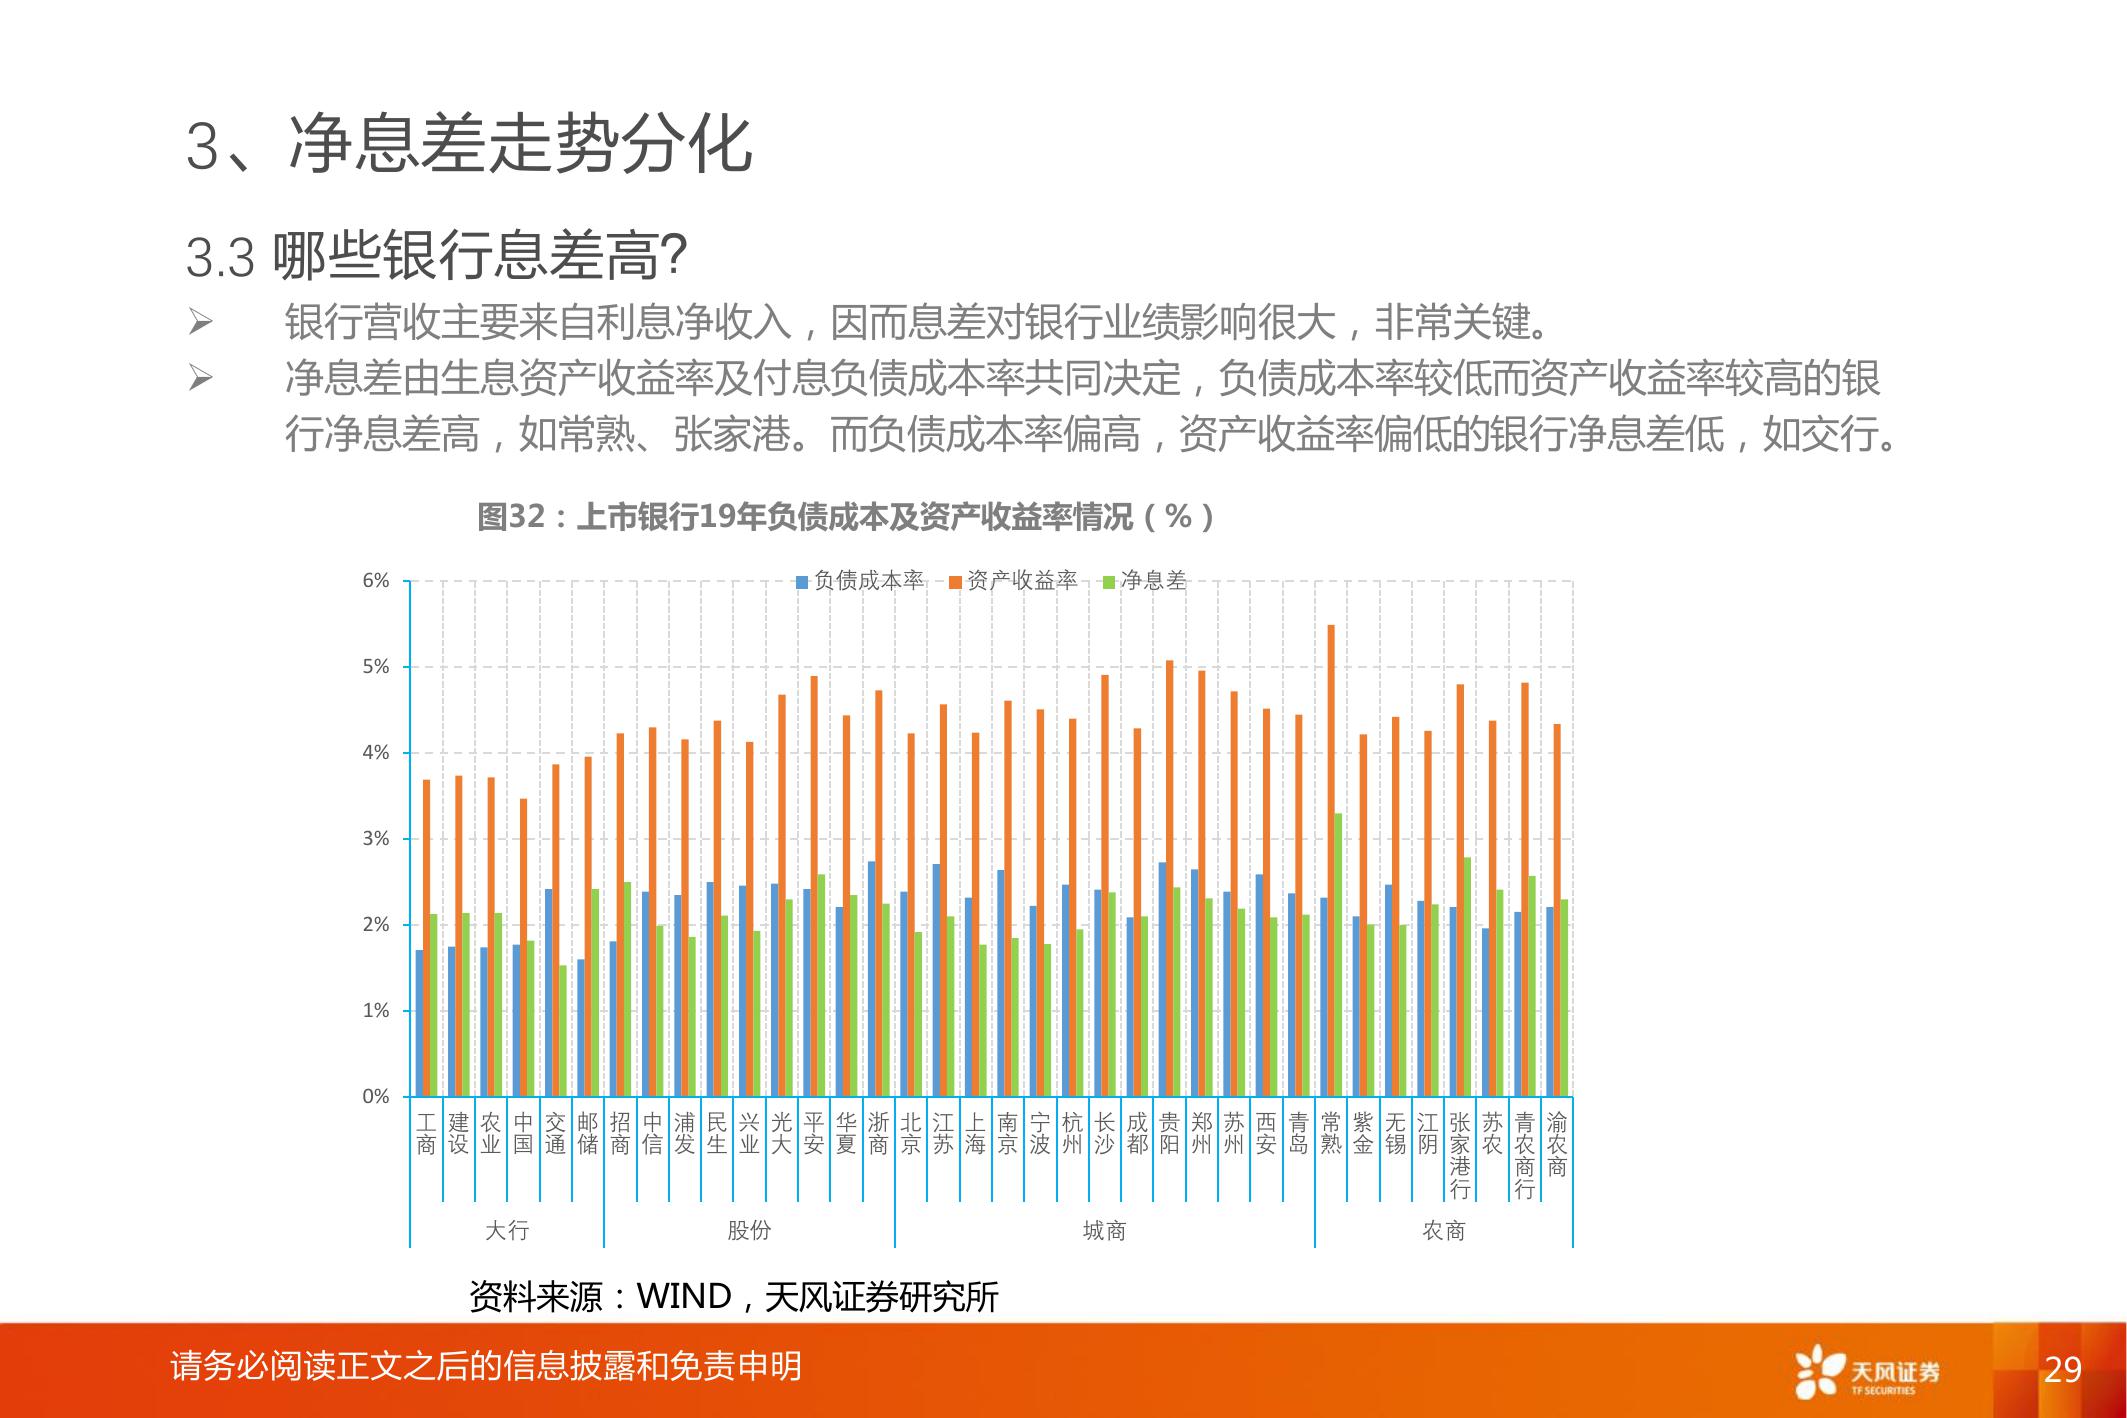 3、净息差走势分化
3.3 哪些银行息差高?
➢ 银行营收主要来自利息净收入，因而息差对银行业绩影响很大，非常关键。
➢ 净息差由生息资产收益率及付息负债成本率共同决定，负债成本率较低而资产收益率较高的银
行净息差高，如常熟、张家港。而负债成本率偏高，资产收益率偏低的银行净息差低，如交行。
图32：上市银行19年负债成本及资产收益率情况（%）
负债成本率 资产收益率 净息差
6%
5%
4%
3%
2%
1%
0%
工商 建设 农业 中国 交通 邮储 招商 中信 浦发 民生 兴业 光大 平安 华夏 浙商 北京 江苏 上海 南京 宁波 杭州 长沙 成都 贵阳 郑州 苏州 西安 青岛 常熟 紫金 无锡 江阴 张家港行 苏农 青农商行 渝农商
大行 股份 城商 农商
资料来源：WIND，天风证券研究所
请务必阅读正文之后的信息披露和免责申明
天风证券
TF SECURITIES
29